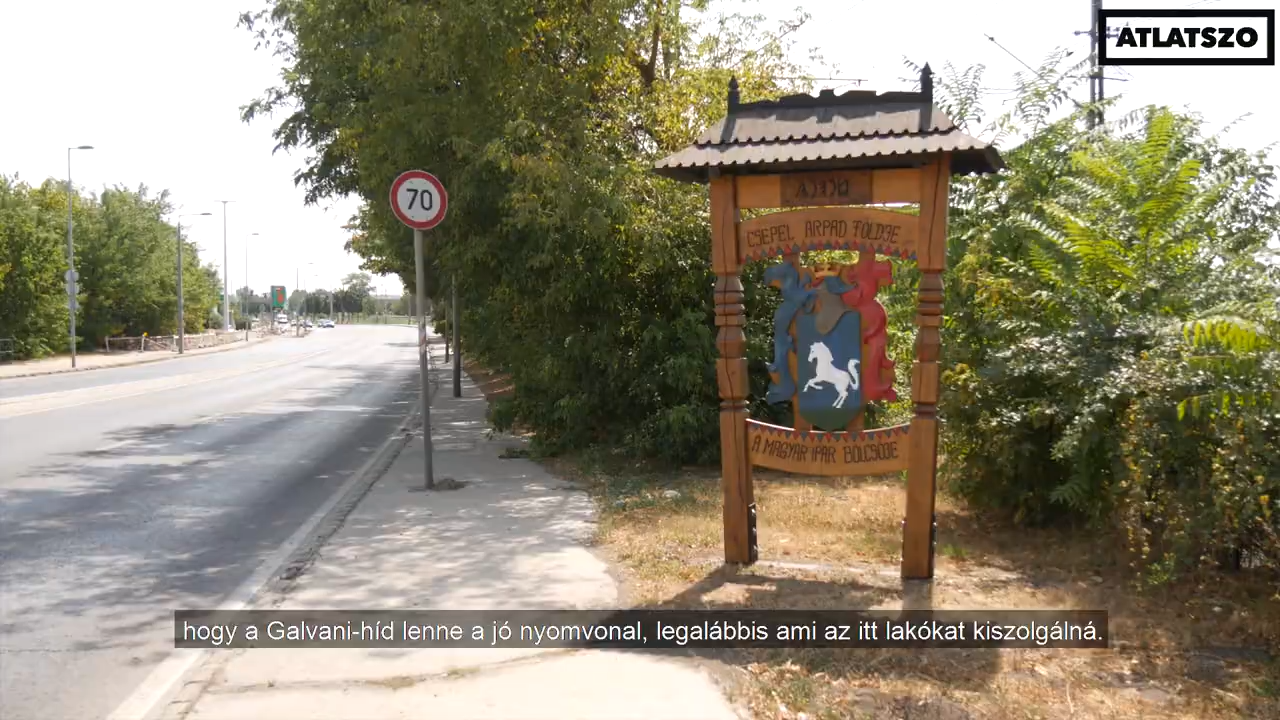 ATLATSZO
70
CSEPEL ÁRPÁD FÖLDJE
A MAGYAR IPAR BÖLCSŐJE
hogy a Galvani-híd lenne a jó nyomvonal, legalábbis ami az itt lakókat kiszolgálná.